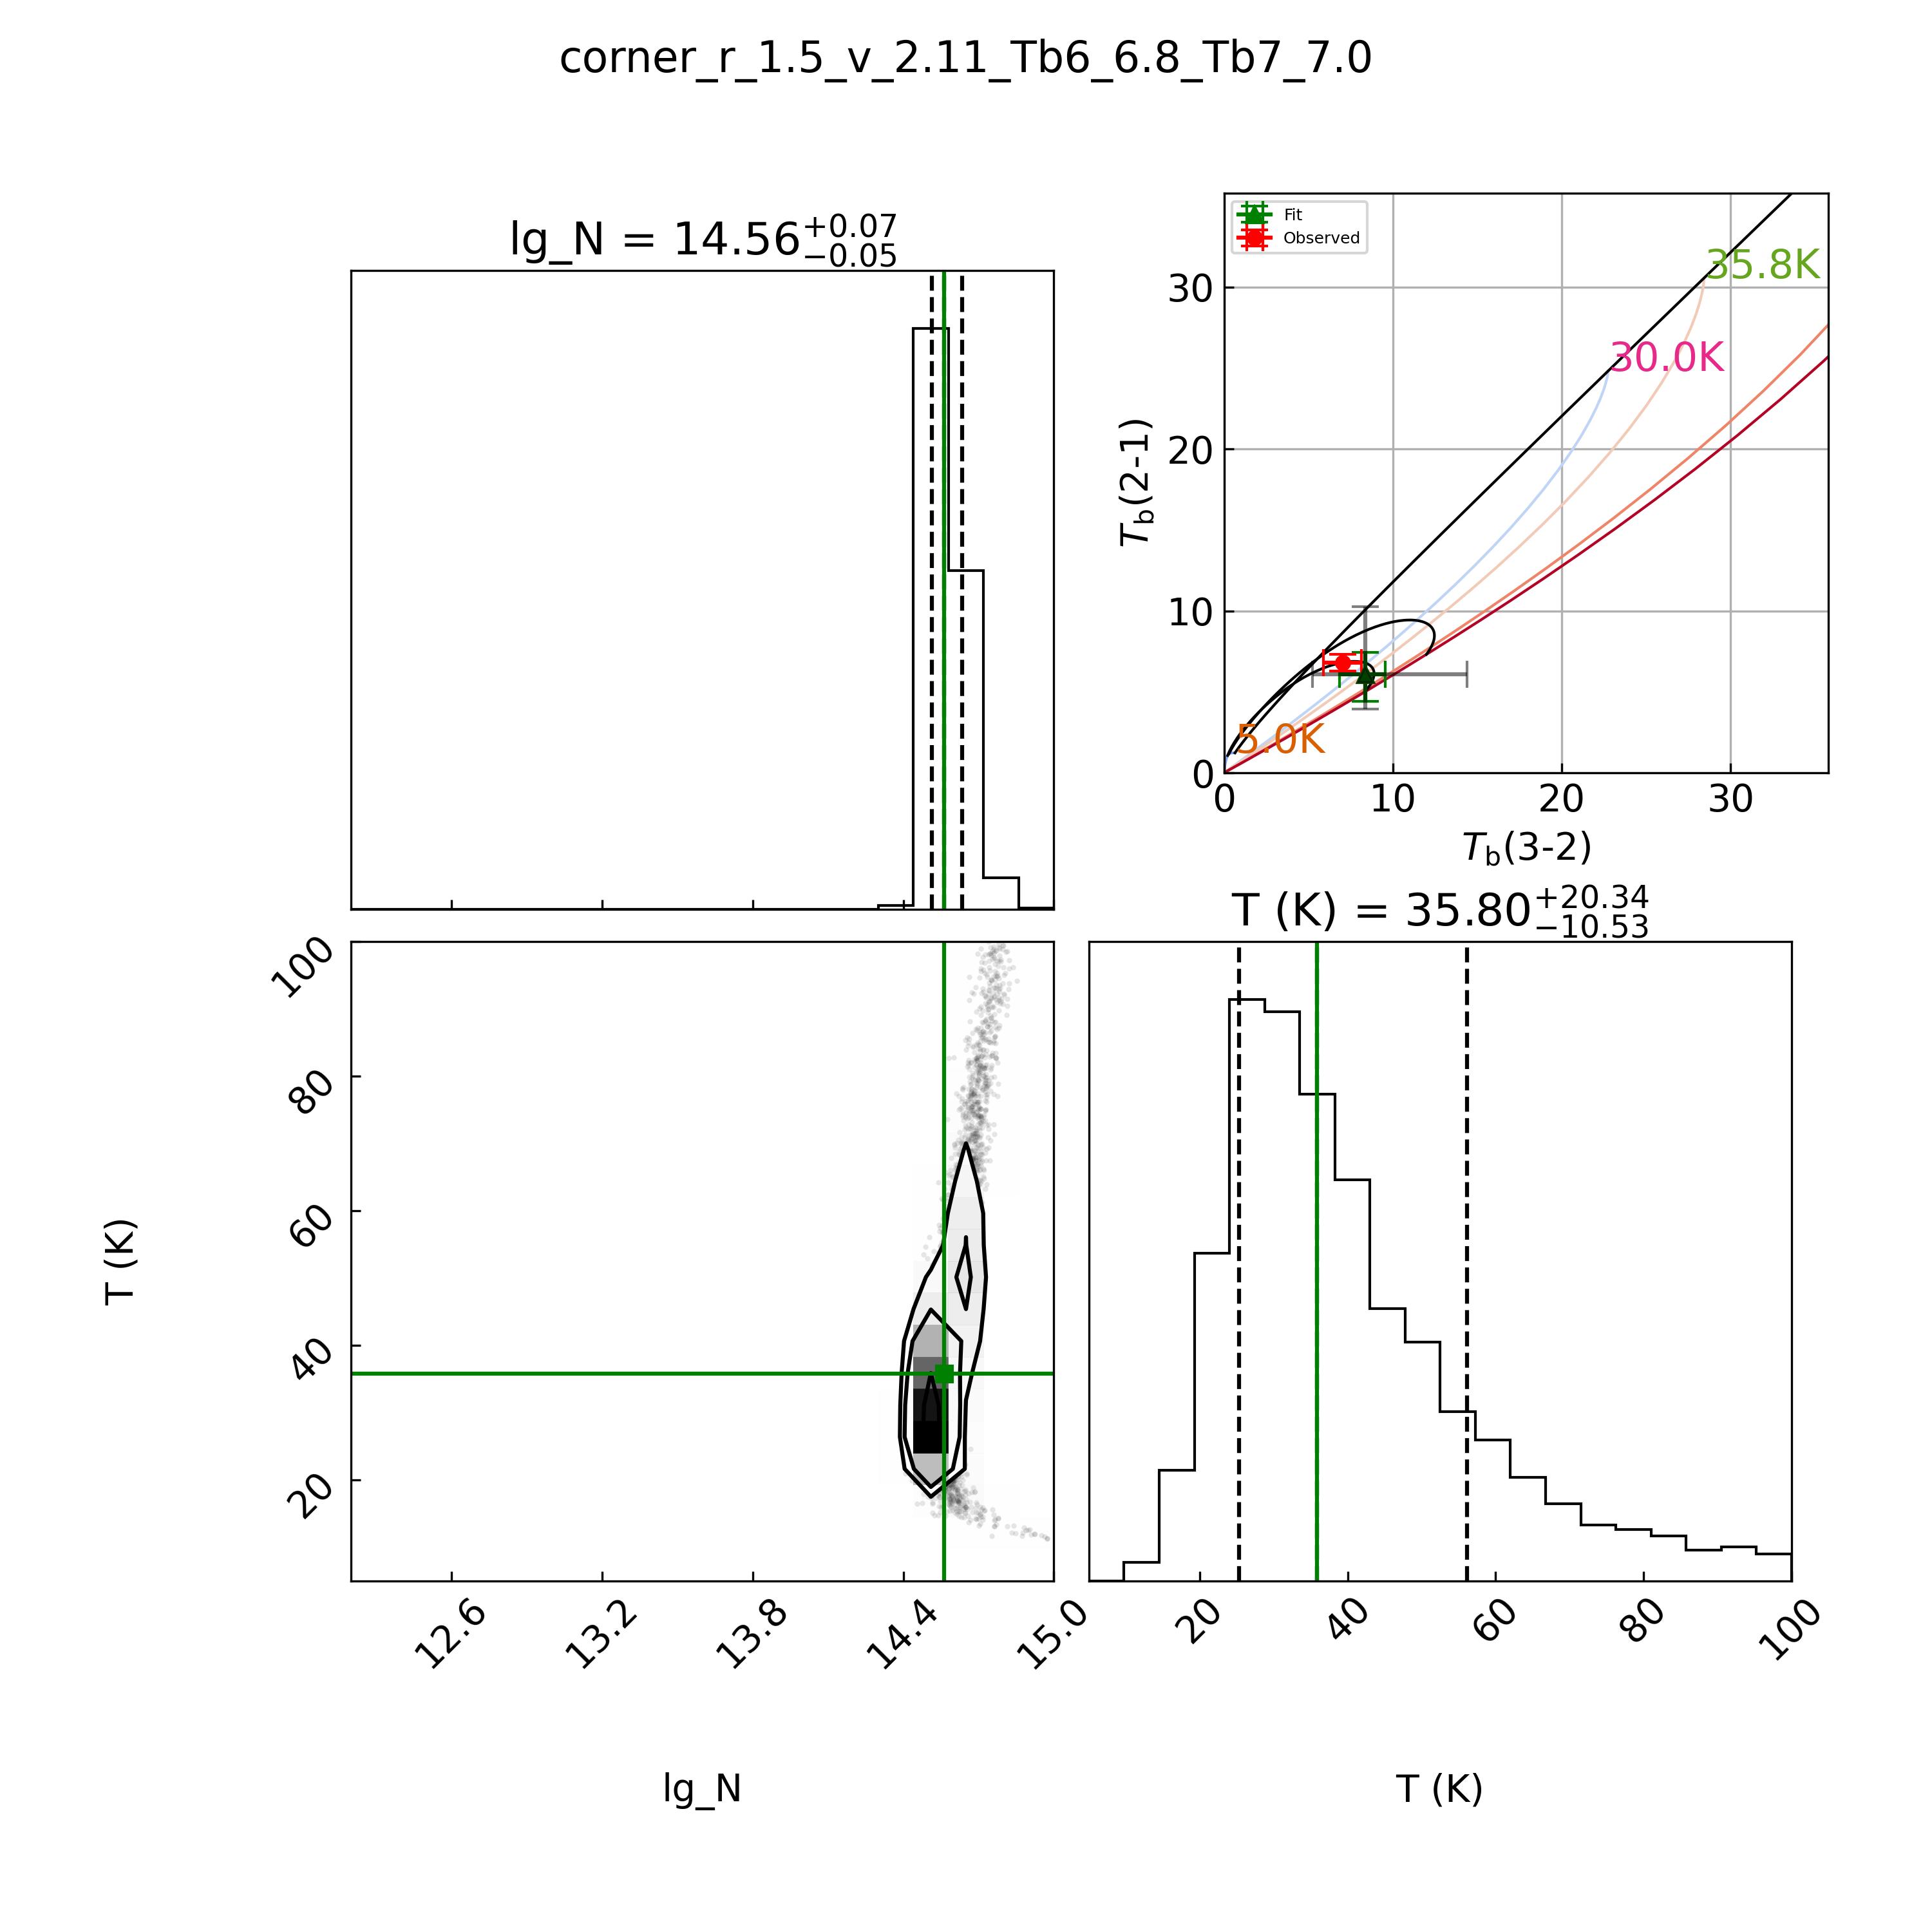 corner_r_1.5_v_2.11_Tb6_6.8_Tb7_7.0
lg_N = 14.56+0.07−0.05
Fit
Observed
35.8K
30.0K
5.0K
30
20
10
0
0 10 20 30
Tb(2-1)
Tb(3-2)
T (K) = 35.80+20.34−10.53
100
80
60
40
20
T (K)
12.6 13.2 13.8 14.4 15.0
20 40 60 80 100
lg_N
T (K)